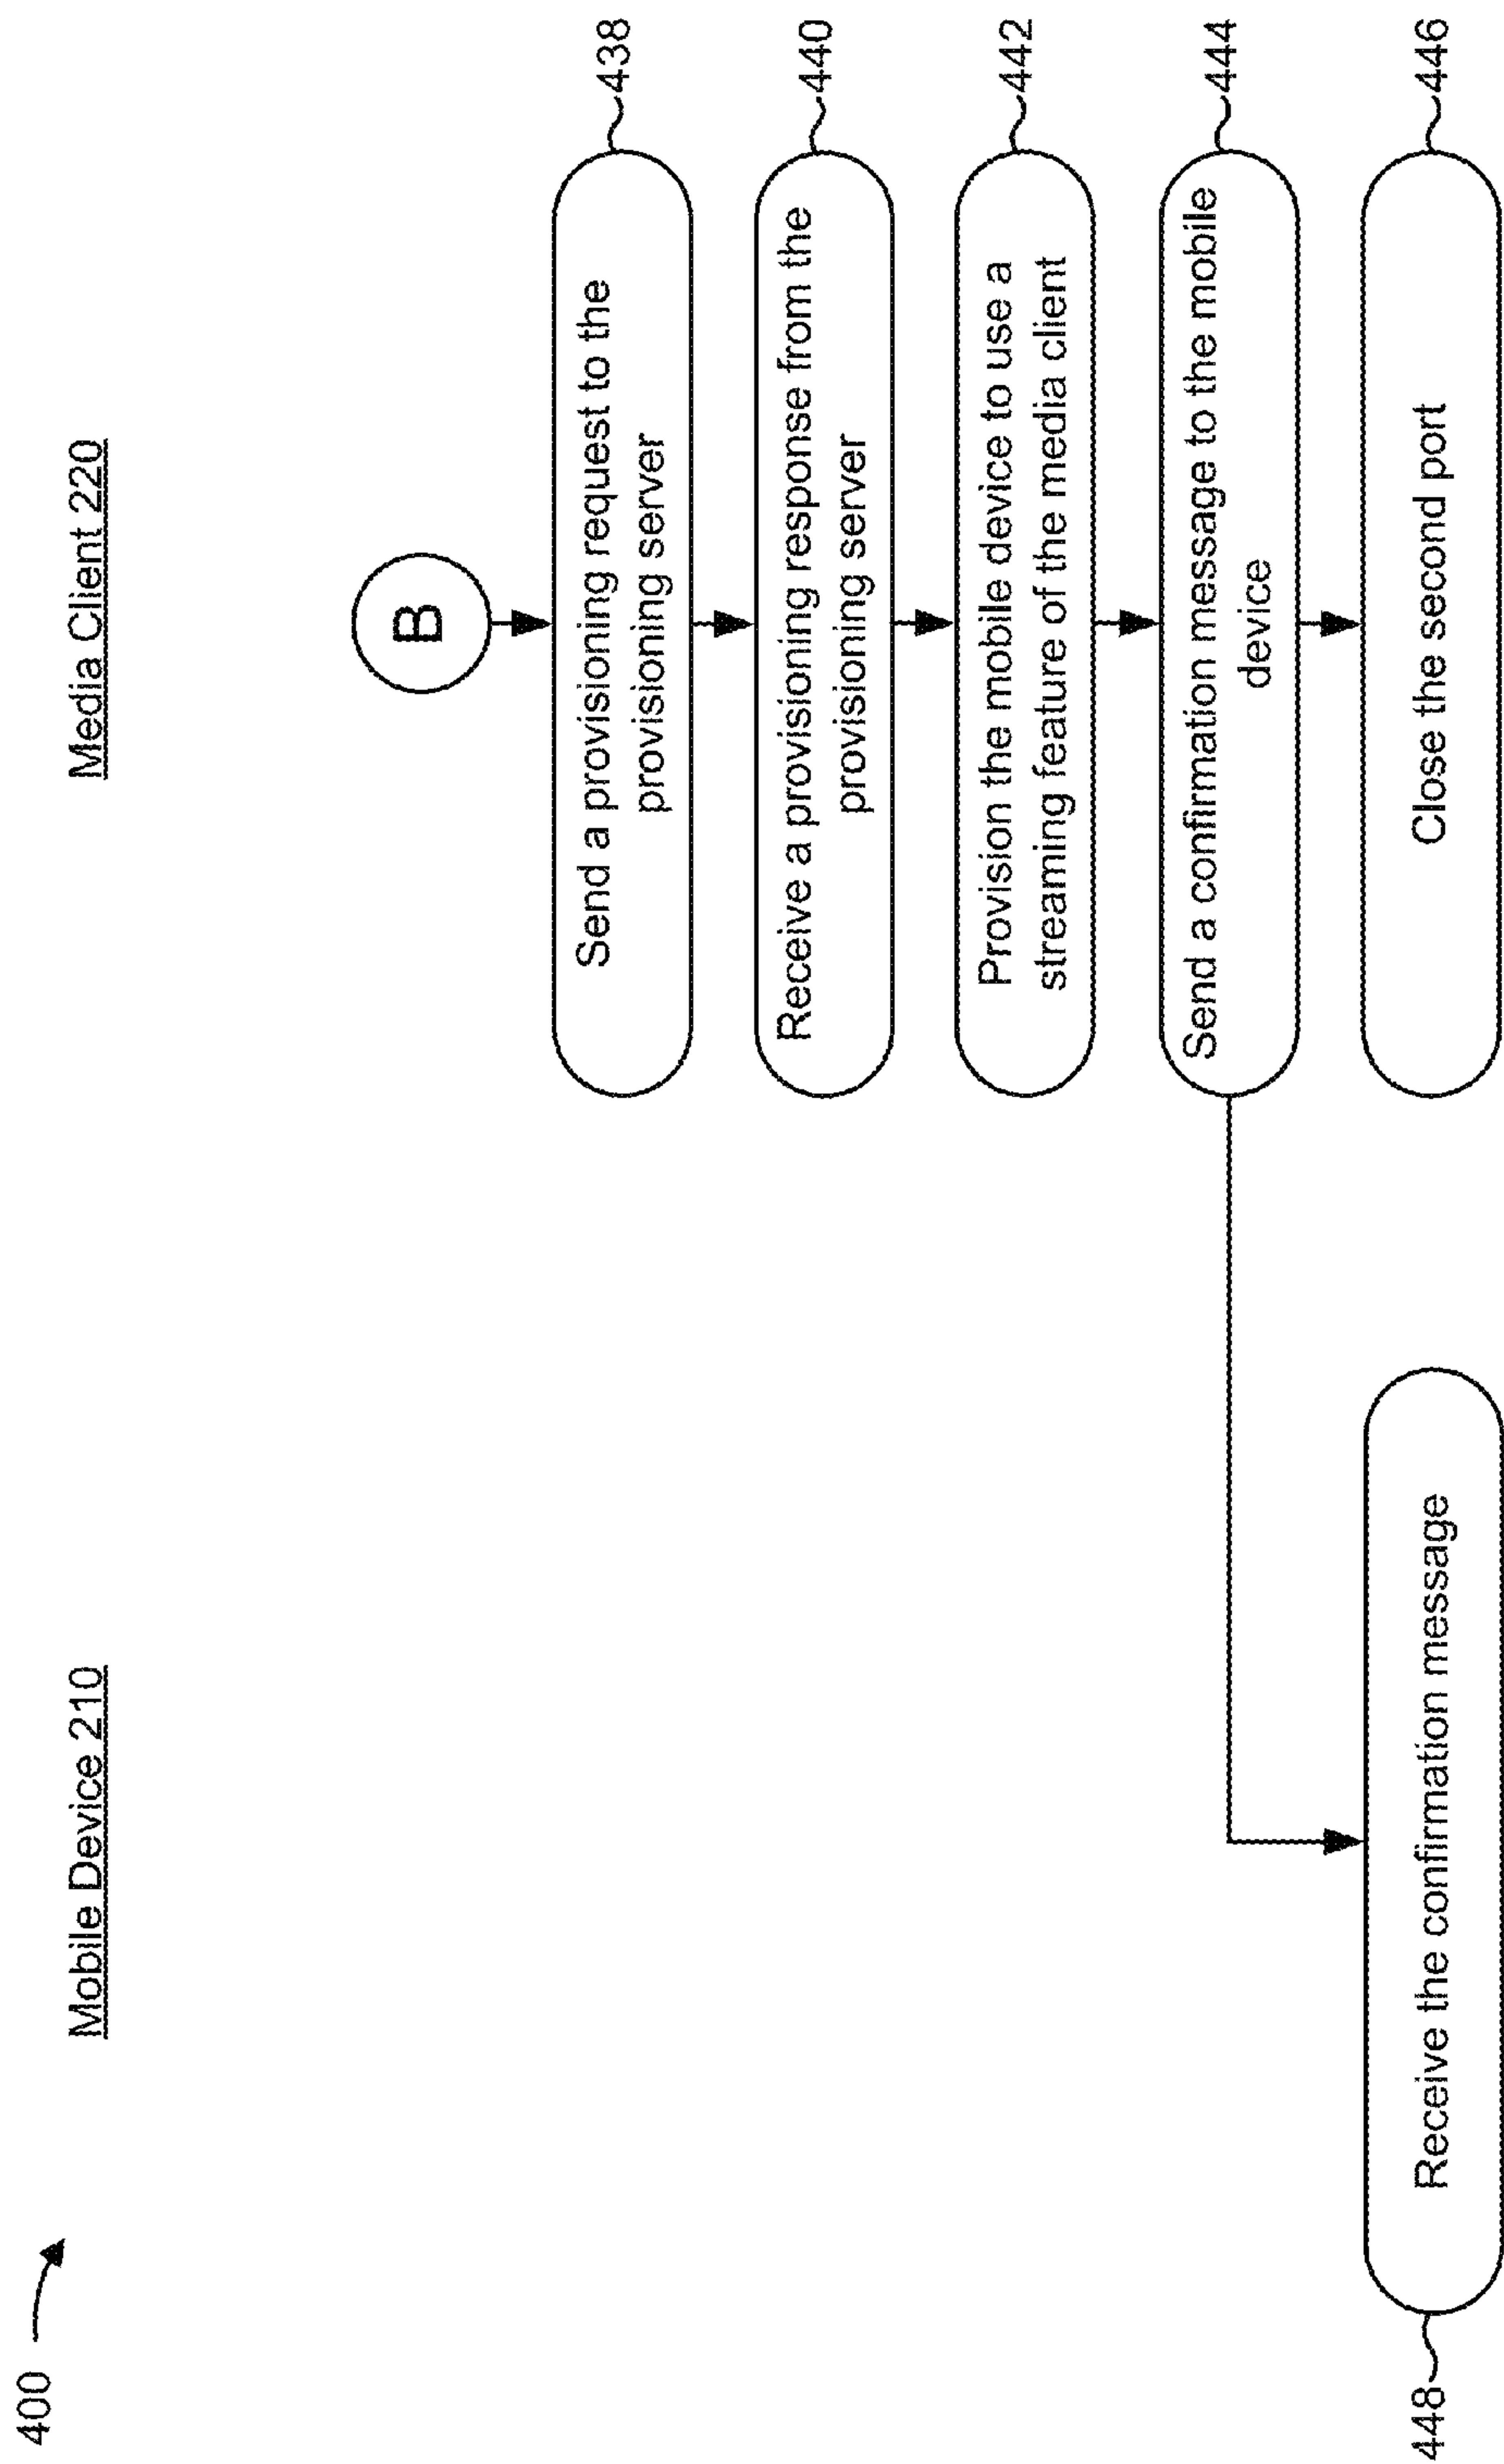 400
Mobile Device 210
Media Client 220
B
Send a provisioning request to the
provisioning server
438
Receive a provisioning response from the
provisioning server
440
Provision the mobile device to use a
streaming feature of the media client
442
Send a confirmation message to the mobile
device
444
448
Receive the confirmation message
Close the second port
446